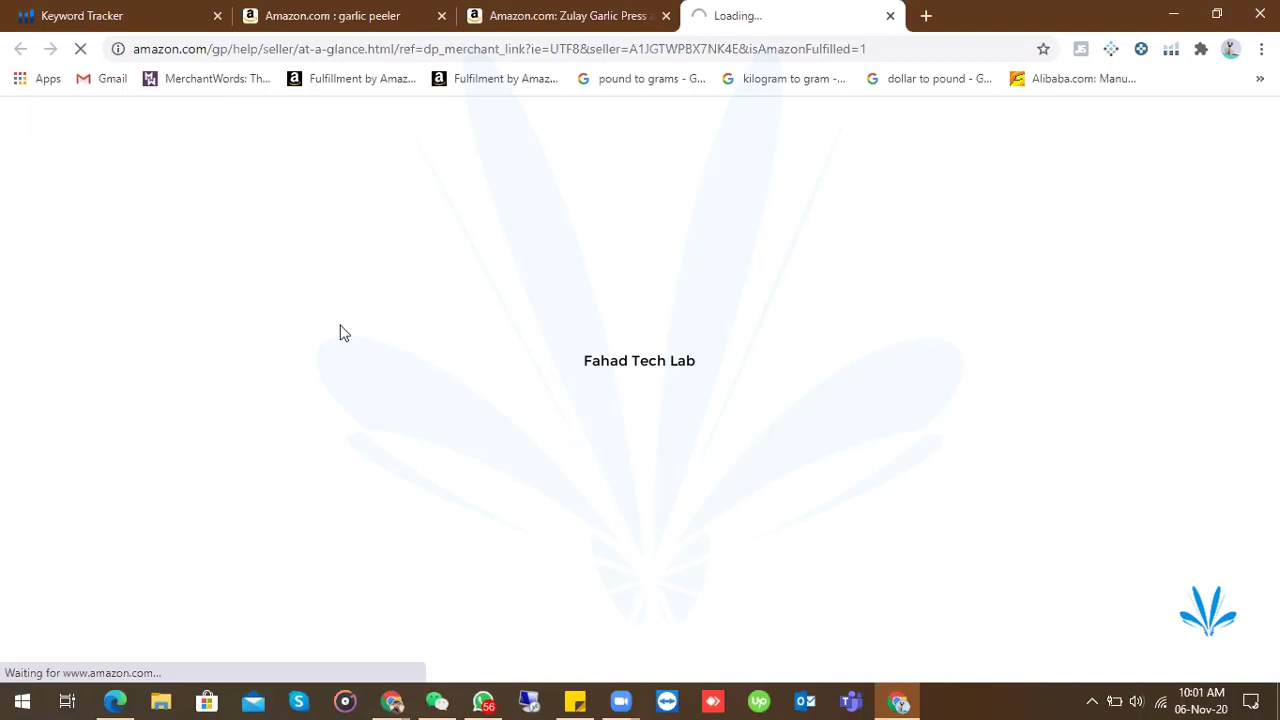 Keyword Tracker
Amazon.com : garlic peeler
Amazon.com: Zulay Garlic Press a
Loading...
amazon.com/gp/help/seller/at-a-glance.html/ref=dp_merchant_link?ie=UTF8&seller=A1JGTWPBX7NK4E&isAmazonFulfilled=1
Apps
Gmail
MerchantWords: Th...
Fulfillment by Amaz...
Fulfilment by Amaz...
pound to grams - G...
kilogram to gram -...
dollar to pound - G...
Alibaba.com: Manu...
Fahad Tech Lab
Waiting for www.amazon.com...
56
10:01 AM
06-Nov-20